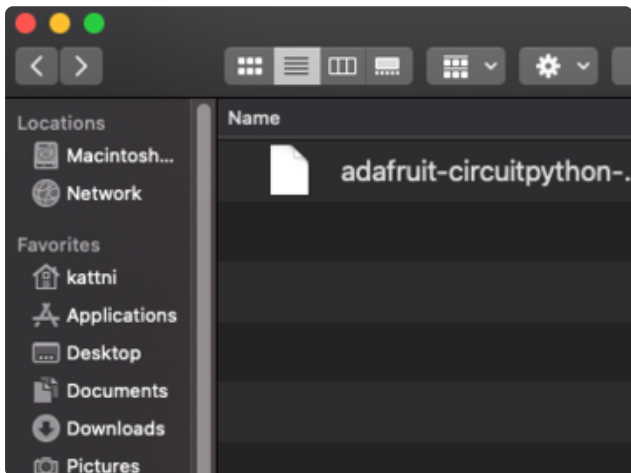 Locations
Macintosh...
Network
Favorites
kattni
Applications
Desktop
Documents
Downloads
Pictures
Name
adafruit-circuitpython-..